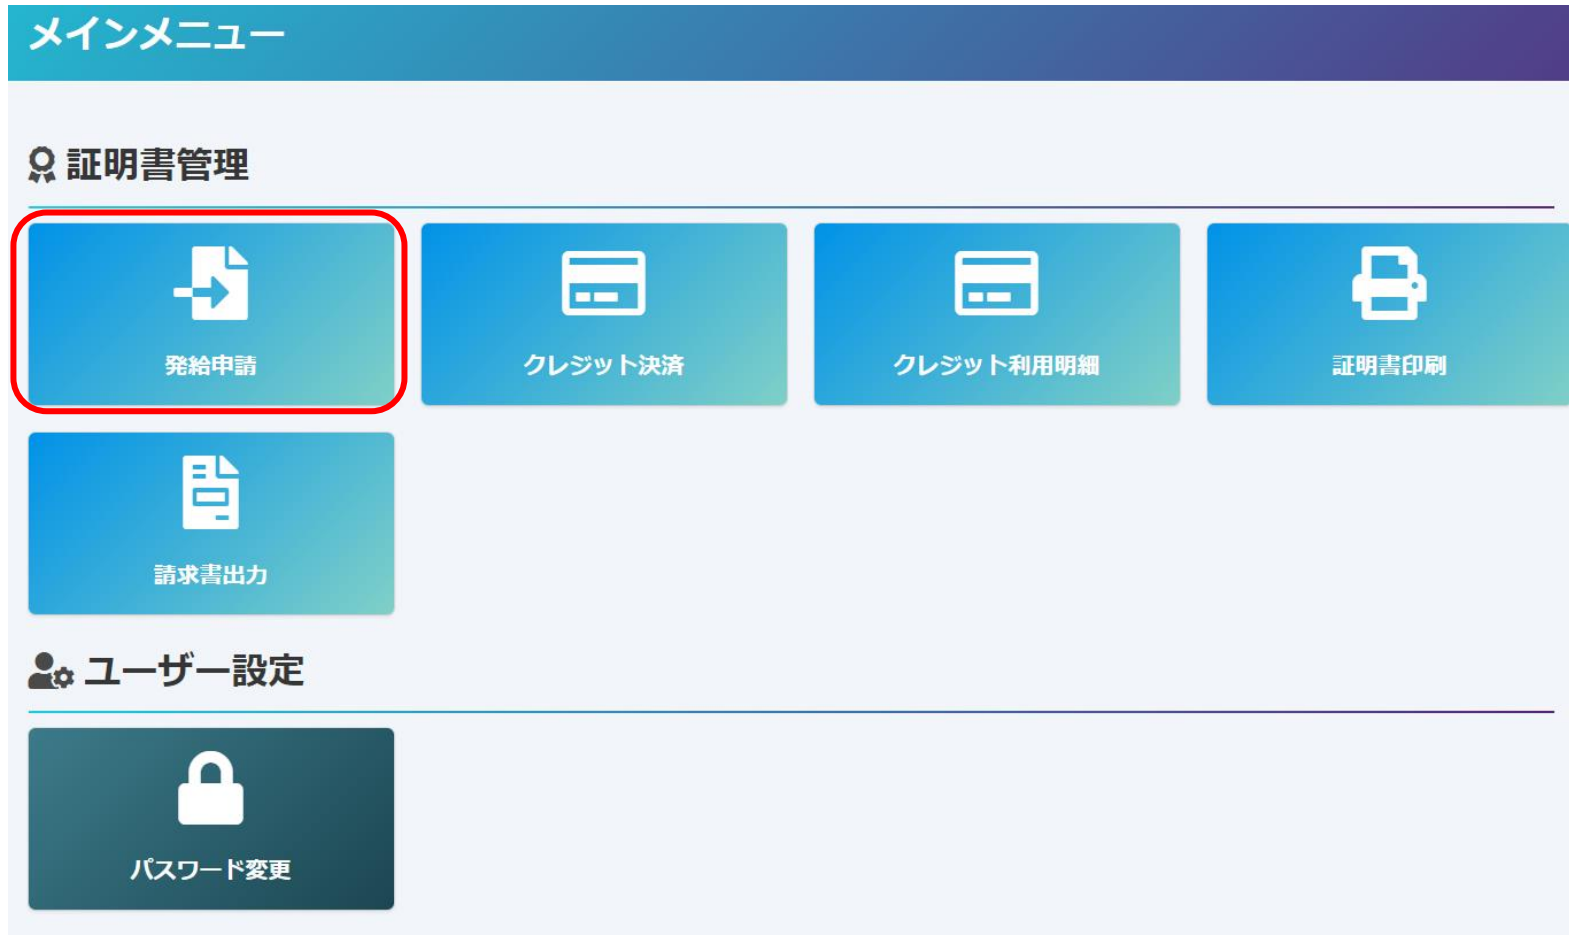 メインメニュー
証明書管理
発給申請
クレジット決済
クレジット利用明細
証明書印刷
請求書出力
ユーザー設定
パスワード変更